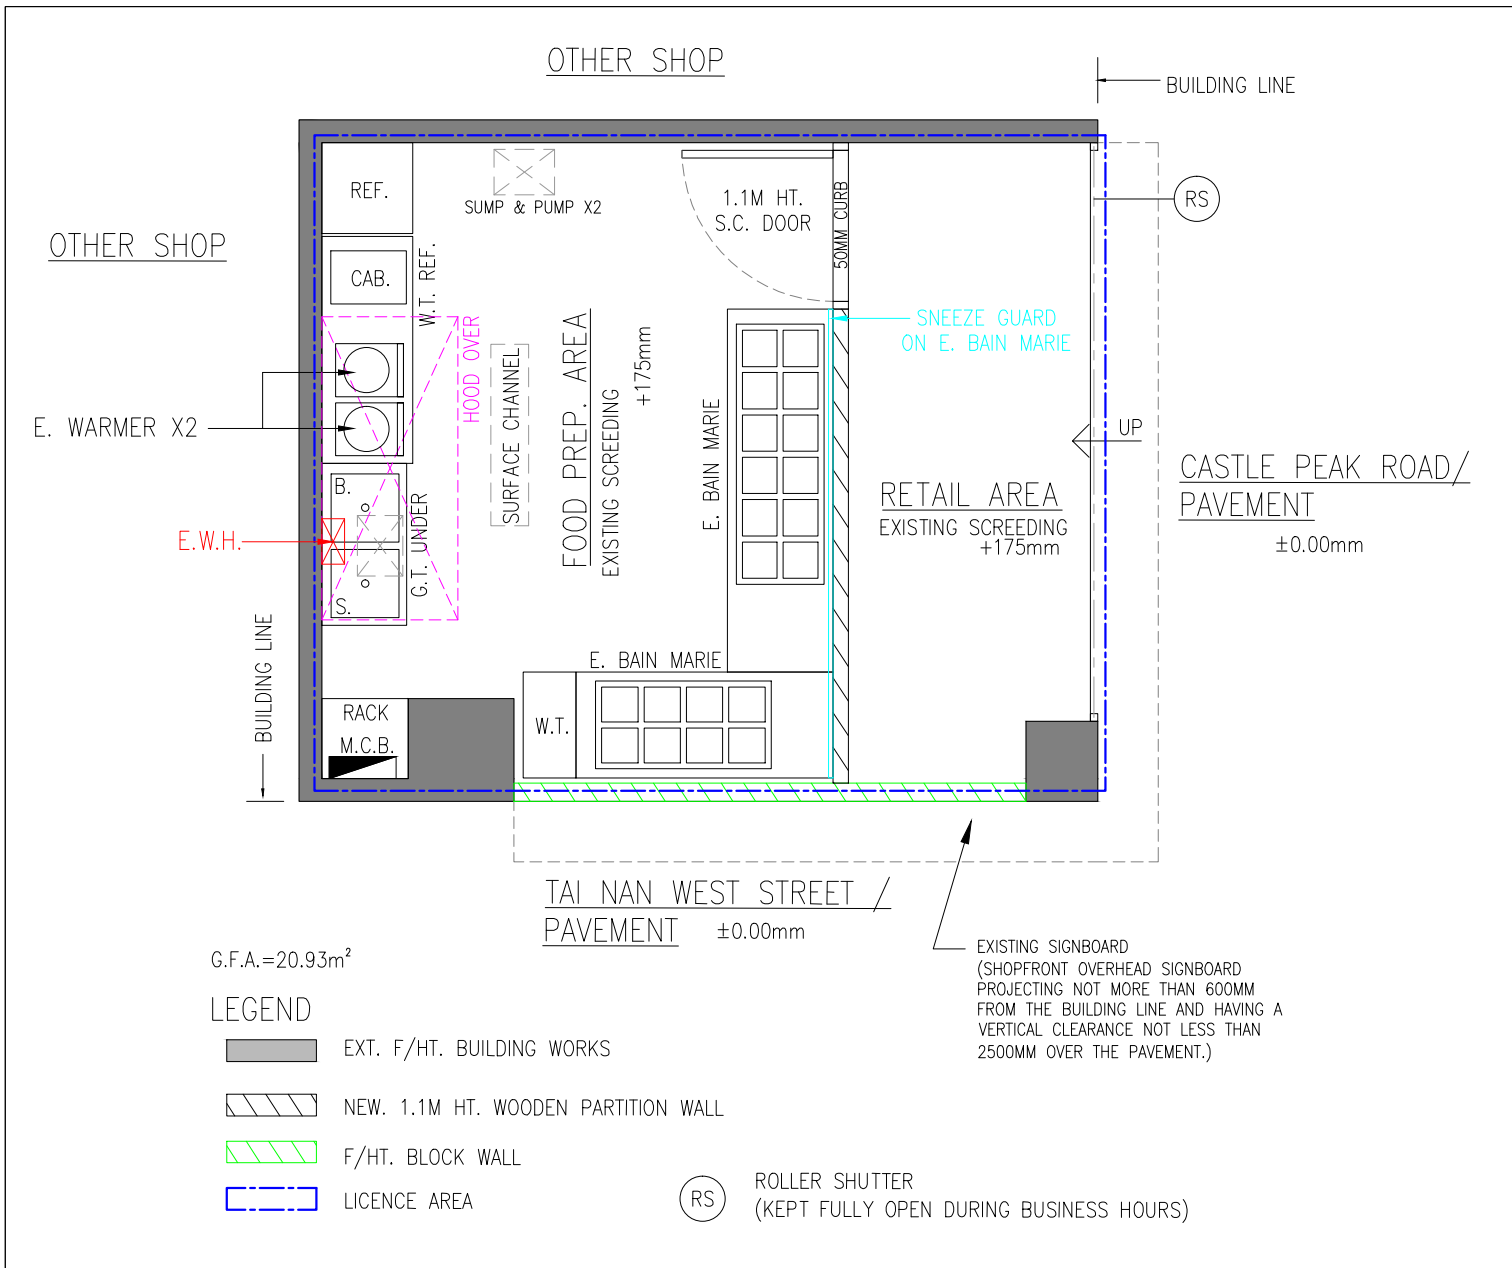 OTHER SHOP
BUILDING LINE
REF.
SUMP & PUMP X2
1.1M HT.
S.C. DOOR
50MM CURB
RS
OTHER SHOP
CAB.
W.T. REF.
HOOD OVER
SURFACE CHANNEL
FOOD PREP. AREA
EXISTING SCREEDING
+175mm
SNEEZE GUARD
ON E. BAIN MARIE
E. WARMER X2
E. BAIN MARIE
UP
CASTLE PEAK ROAD/
PAVEMENT
±0.00mm
RETAIL AREA
EXISTING SCREEDING
+175mm
B.
E.W.H.
G.T. UNDER
S.
BUILDING LINE
E. BAIN MARIE
RACK
M.C.B.
W.T.
TAI NAN WEST STREET /
PAVEMENT
±0.00mm
EXISTING SIGNBOARD
(SHOPFRONT OVERHEAD SIGNBOARD
PROJECTING NOT MORE THAN 600MM
FROM THE BUILDING LINE AND HAVING A
VERTICAL CLEARANCE NOT LESS THAN
2500MM OVER THE PAVEMENT.)
G.F.A.=20.93m²
LEGEND
EXT. F/HT. BUILDING WORKS
NEW. 1.1M HT. WOODEN PARTITION WALL
F/HT. BLOCK WALL
LICENCE AREA
RS
ROLLER SHUTTER
(KEPT FULLY OPEN DURING BUSINESS HOURS)